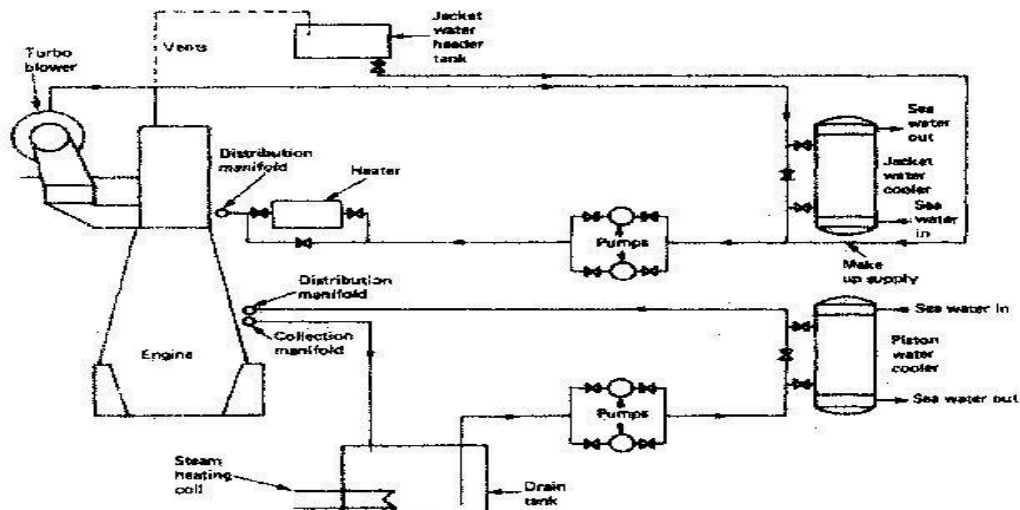 Jacket
water
header
tank
Vents
Turbo
blower
Distribution
manifold
Heater
Sea
water
out
Jacket
water
cooler
Sea
water
in
Pumps
Make
up supply
Distribution
manifold
Collection
manifold
Engine
Sea water in
Piston
water
cooler
Sea water out
Pumps
Steam
heating
coil
Drain
tank